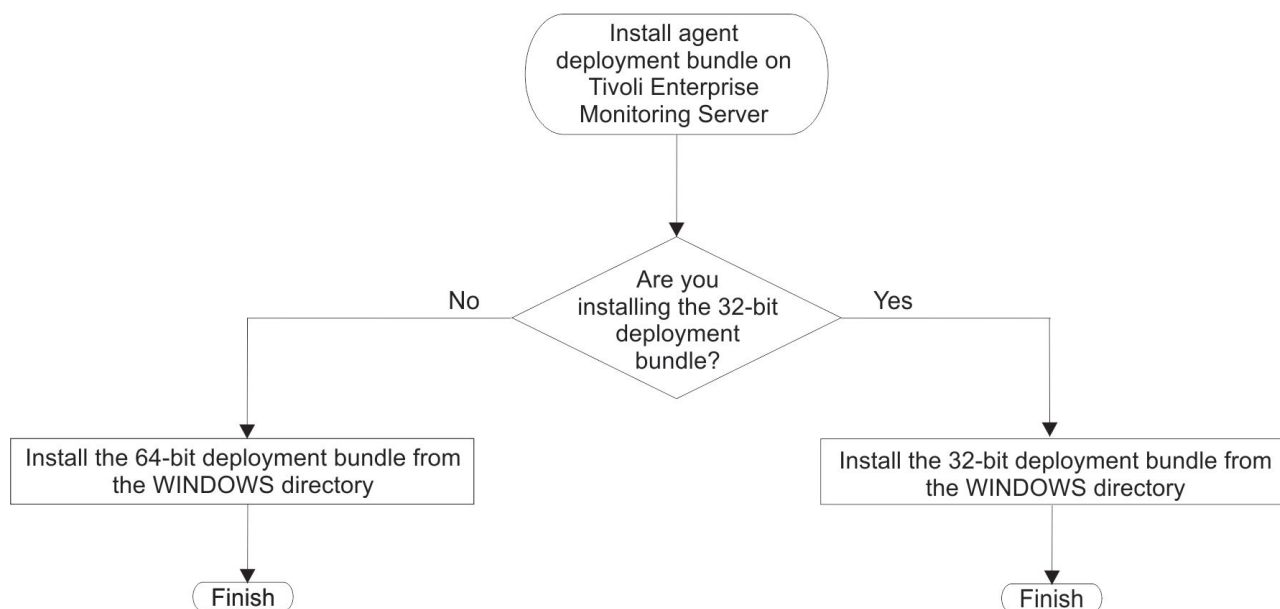 Install agent
deployment bundle on
Tivoli Enterprise
Monitoring Server
Are you
installing the 32-bit
deployment
bundle?
No
Yes
Install the 64-bit deployment bundle from
the WINDOWS directory
Install the 32-bit deployment bundle from
the WINDOWS directory
Finish
Finish